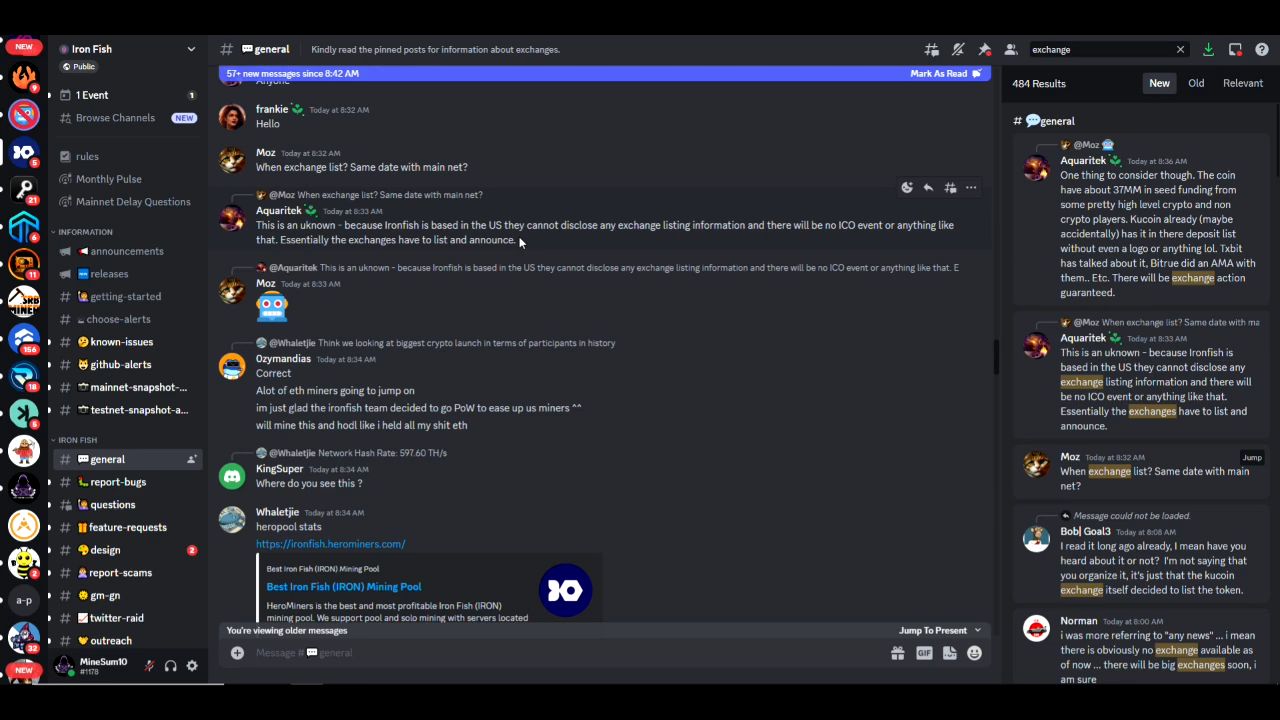 NEW
Iron Fish
Public
1 Event
1
Browse Channels
NEW
rules
Monthly Pulse
Mainnet Delay Questions
INFORMATION
announcements
releases
getting-started
choose-alerts
known-issues
github-alerts
mainnet-snapshot-...
testnet-snapshot-a...
IRON FISH
general
report-bugs
questions
feature-requests
design
2
report-scams
gm-gn
twitter-raid
outreach
MineSum10
#1178
9
5
21
11
SRB
MINER
156
18
5
2
a-p
32
NEW
general
Kindly read the pinned posts for information about exchanges.
57+ new messages since 8:42 AM
Mark As Read
Anyone
frankie Today at 8:32 AM
Hello
Moz Today at 8:32 AM
When exchange list? Same date with main net?
@Moz When exchange list? Same date with main net?
Aquaritek Today at 8:33 AM
This is an uknown - because Ironfish is based in the US they cannot disclose any exchange listing information and there will be no ICO event or anything like
that. Essentially the exchanges have to list and announce.
@Aquaritek This is an uknown - because Ironfish is based in the US they cannot disclose any exchange listing information and there will be no ICO event or anything like that. E
Moz Today at 8:33 AM
@Whaletjie Think we looking at biggest crypto launch in terms of participants in history
0zymandias Today at 8:34 AM
Correct
Alot of eth miners going to jump on
im just glad the ironfish team decided to go PoW to ease up us miners ^^
will mine this and hodl like i held all my shit eth
@Whaletjie Network Hash Rate: 597.60 TH/s
KingSuper Today at 8:34 AM
Where do you see this ?
Whaletjie Today at 8:34 AM
heropool stats
https://ironfish.herominers.com/
Best Iron Fish (IRON) Mining Pool
Best Iron Fish (IRON) Mining Pool
HeroMiners is the best and most profitable Iron Fish (IRON)
mining pool. We support pool and solo mining with servers located
You're viewing older messages
Jump To Present
Message # general
GIF
exchange
484 Results
New
Old
Relevant
# general
@Moz
Aquaritek Today at 8:36 AM
One thing to consider though. The coin
have about 37MM in seed funding from
some pretty high level crypto and non
crypto players. Kucoin already (maybe
accidentally) has it in there deposit list
without even a logo or anything lol. Txbit
has talked about it, Bitrue did an AMA with
them.. Etc. There will be exchange action
guaranteed.
@Moz When exchange list? Same date with ma
Aquaritek Today at 8:33 AM
This is an uknown - because Ironfish is
based in the US they cannot disclose any
exchange listing information and there will
be no ICO event or anything like that.
Essentially the exchanges have to list and
announce.
Moz Today at 8:32 AM
Jump
When exchange list? Same date with main
net?
Message could not be loaded.
Bob| Goal3 Today at 8:08 AM
I read it long ago already, I mean have you
heard about it or not? I'm not saying that
you organize it, it's just that the kucoin
exchange itself decided to list the token.
Norman Today at 8:00 AM
i was more referring to "any news" ... i mean
there is obviously no exchange available as
of now ... there will be big exchanges soon, i
am sure